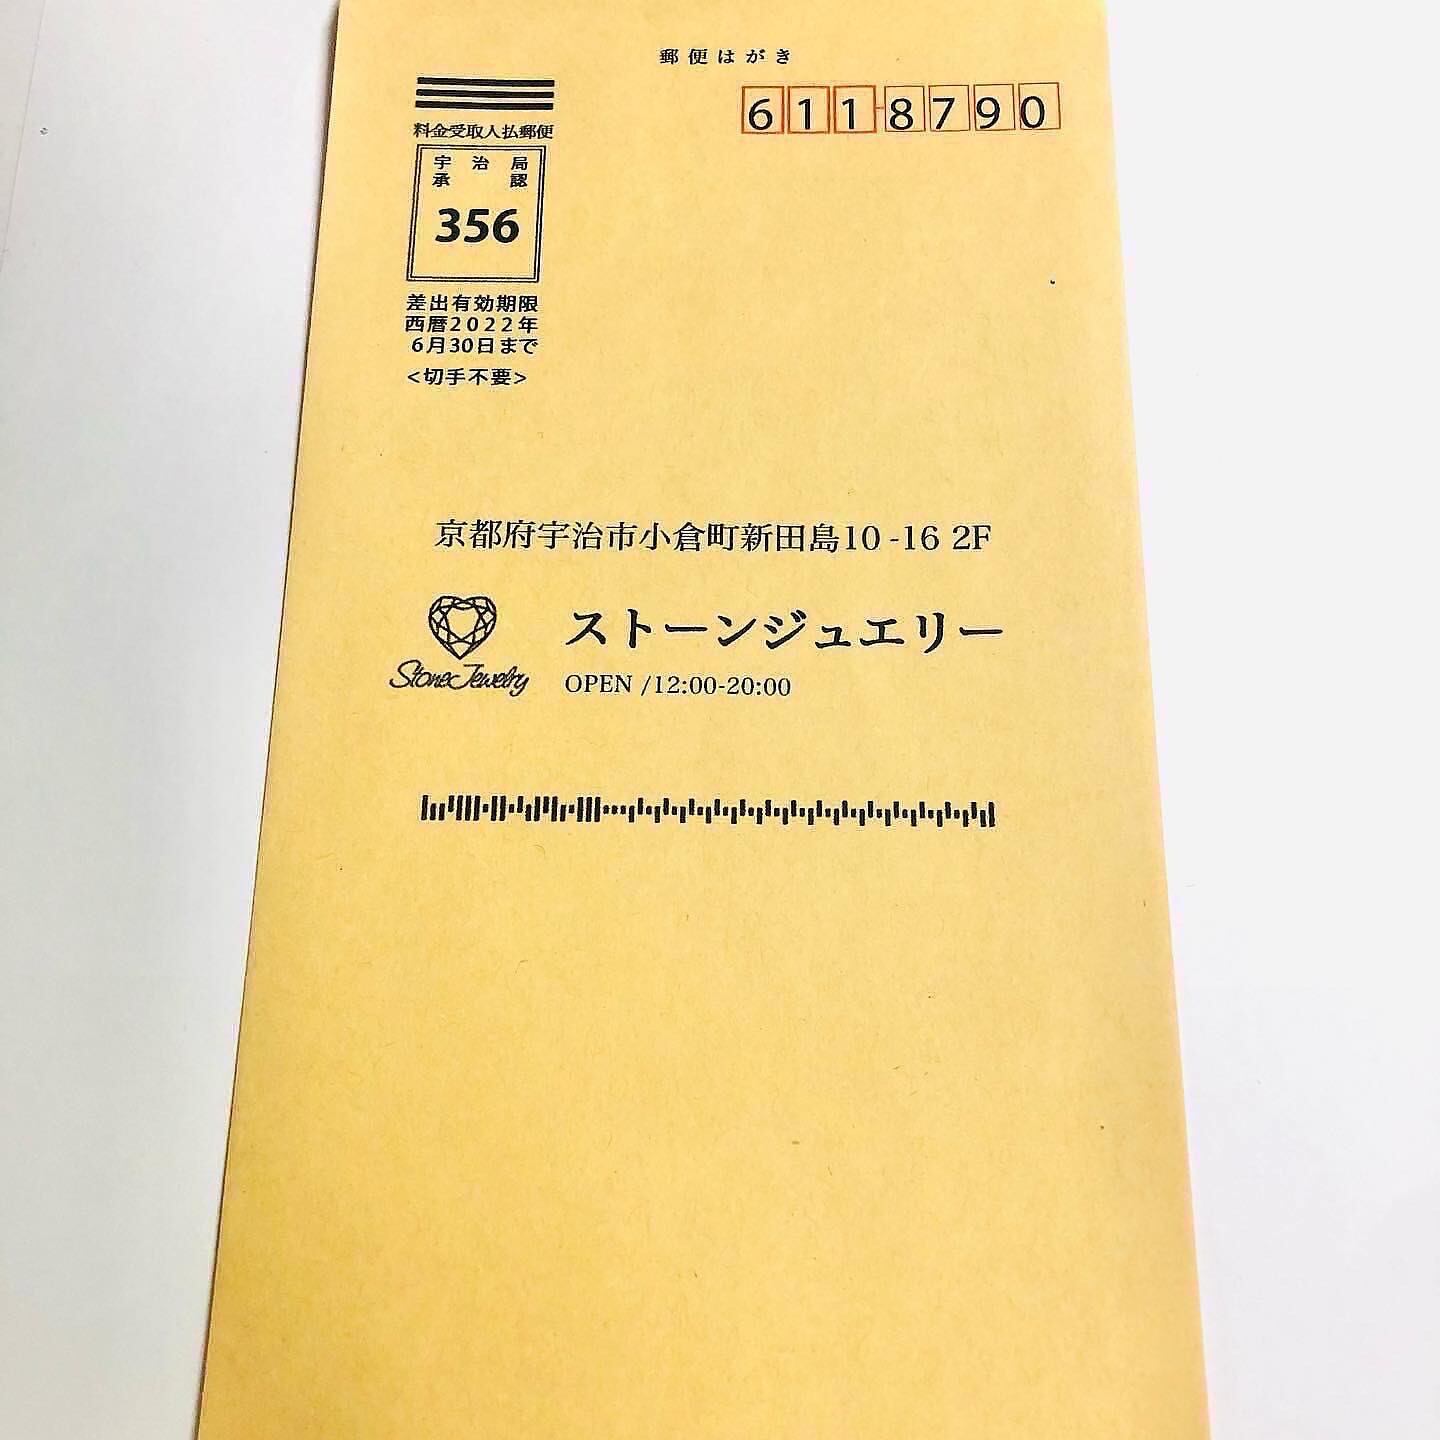 郵便はがき
611-8790
料金受取人払郵便
宇治局
承認
356
差出有効期限
西暦2022年
6月30日まで
<切手不要>
京都府宇治市小倉町新田島10-16 2F
ストーンジュエリー
Stone Jewelry
OPEN /12:00-20:00